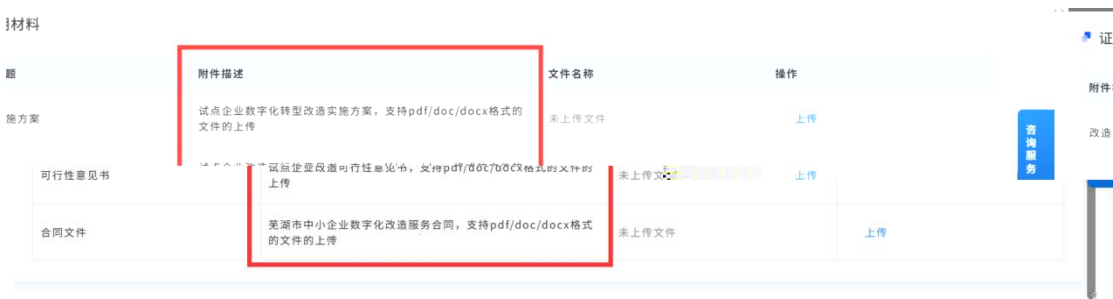 材料
证
题 附件描述 文件名称 操作
附件
施方案 试点企业数字化转型改造实施方案，支持pdf/doc/docx格式的
文件的上传
未上传文件 上传
咨询服务
改造
可行性意见书 试点企业改造可行性意见书，支持pdf/doc/docx格式的文件的
上传
未上传文 上传
合同文件 芜湖市中小企业数字化改造服务合同，支持pdf/doc/docx格式
的文件的上传
未上传文件 上传